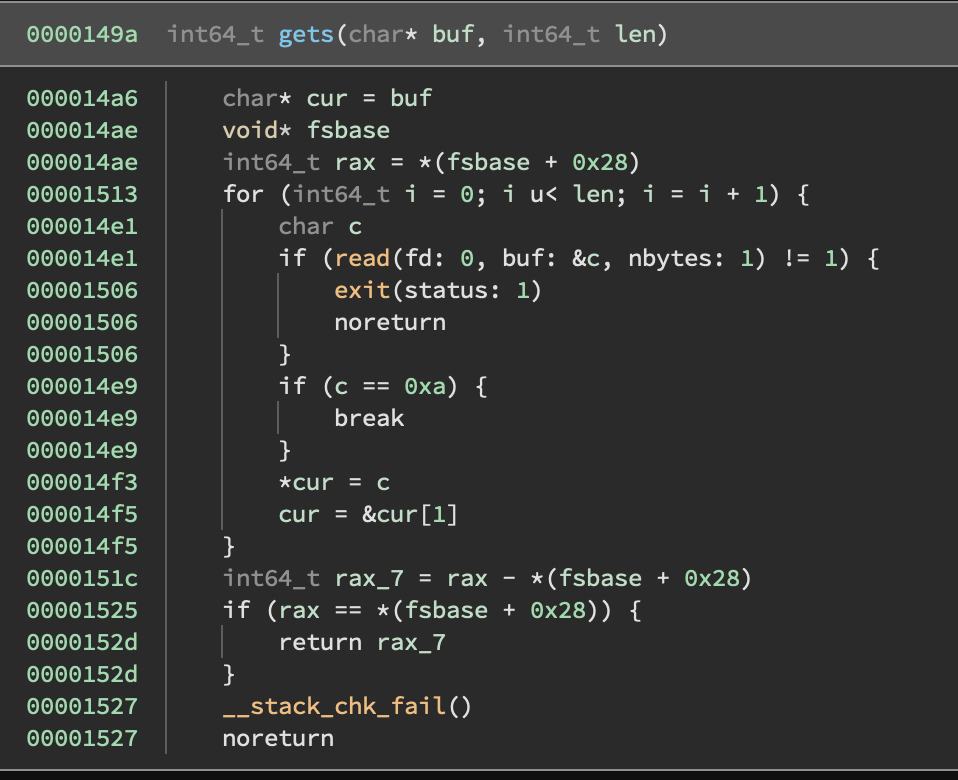 0000149a int64_t gets(char* buf, int64_t len)
000014a6 char* cur = buf
000014ae void* fsbase
000014ae int64_t rax = *(fsbase + 0x28)
00001513 for (int64_t i = 0; i u< len; i = i + 1) {
000014e1 char c
000014e1 if (read(fd: 0, buf: &c, nbytes: 1) != 1) {
00001506 exit(status: 1)
00001506 noreturn
00001506 }
000014e9 if (c == 0xa) {
000014e9 break
000014e9 }
000014f3 *cur = c
000014f5 cur = &cur[1]
000014f5 }
0000151c int64_t rax_7 = rax - *(fsbase + 0x28)
00001525 if (rax == *(fsbase + 0x28)) {
0000152d return rax_7
0000152d }
00001527 __stack_chk_fail()
00001527 noreturn